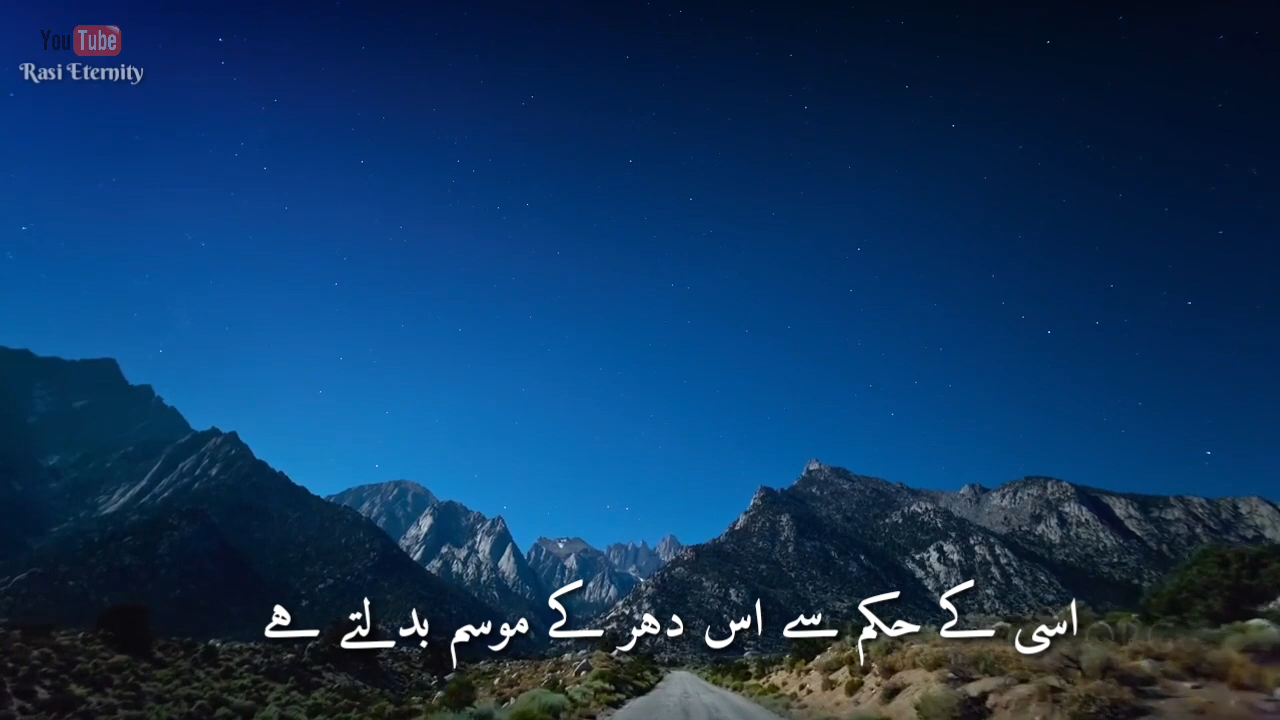 YouTube
Rasi Eternity
اسی کے حکم سے اس دھر کے موسم بدلتے ہے